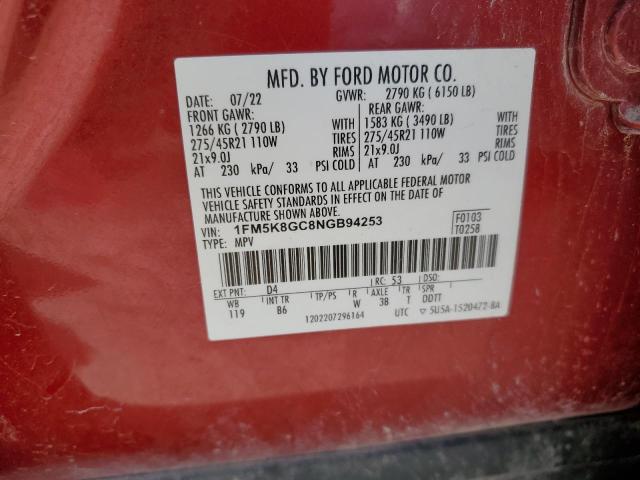 MFD. BY FORD MOTOR CO.
DATE: 07/22 GVWR: 2790 KG ( 6150 LB)
FRONT GAWR: REAR GAWR:
1266 KG ( 2790 LB) 1583 KG ( 3490 LB)
275/45R21 110W TIRES 275/45R21 110W TIRES
21x9.0J RIMS 21x9.0J RIMS
AT 230 kPa/ 33 PSI COLD AT 230 kPa/ 33 PSI COLD
THIS VEHICLE CONFORMS TO ALL APPLICABLE FEDERAL MOTOR
VEHICLE SAFETY STANDARDS IN EFFECT ON THE DATE OF
MANUFACTURE SHOWN ABOVE.
VIN: 1FM5K8GC8NGB94253 F0103
TYPE: MPV T0258
EXT PNT: D4 RC: 53 DSO:
WB INT TR TP/PS R AXLE TR SPR
119 B6 W 3B T DDTT
1202207296164 UTC ▽ 5U5A-1520472-BA